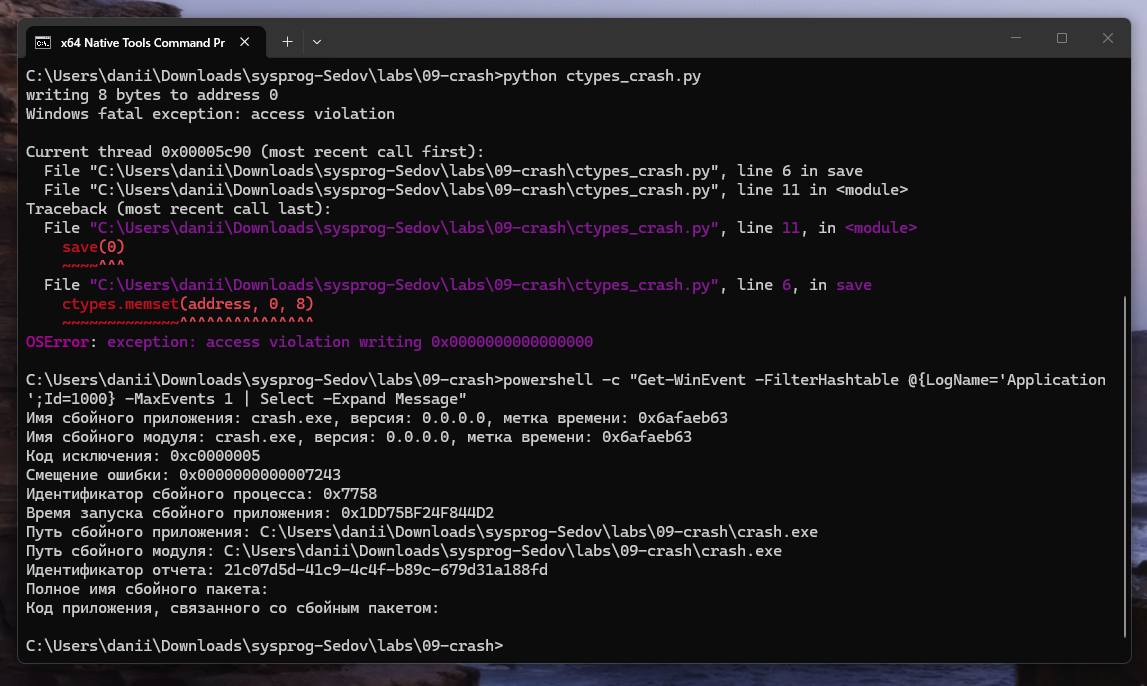 x64 Native Tools Command Pr
C:\Users\danii\Downloads\sysprog-Sedov\labs\09-crash>python ctypes_crash.py
writing 8 bytes to address 0
Windows fatal exception: access violation
Current thread 0x00005c90 (most recent call first):
  File "C:\Users\danii\Downloads\sysprog-Sedov\labs\09-crash\ctypes_crash.py", line 6 in save
  File "C:\Users\danii\Downloads\sysprog-Sedov\labs\09-crash\ctypes_crash.py", line 11 in <module>
Traceback (most recent call last):
  File "C:\Users\danii\Downloads\sysprog-Sedov\labs\09-crash\ctypes_crash.py", line 11, in <module>
    save(0)
    ~~~~^^^
  File "C:\Users\danii\Downloads\sysprog-Sedov\labs\09-crash\ctypes_crash.py", line 6, in save
    ctypes.memset(address, 0, 8)
    ~~~~~~~~~~~~~^^^^^^^^^^^^^^^
OSError: exception: access violation writing 0x0000000000000000
C:\Users\danii\Downloads\sysprog-Sedov\labs\09-crash>powershell -c "Get-WinEvent -FilterHashtable @{LogName='Application
';Id=1000} -MaxEvents 1 | Select -Expand Message"
Имя сбойного приложения: crash.exe, версия: 0.0.0.0, метка времени: 0x6afaeb63
Имя сбойного модуля: crash.exe, версия: 0.0.0.0, метка времени: 0x6afaeb63
Код исключения: 0xc0000005
Смещение ошибки: 0x0000000000007243
Идентификатор сбойного процесса: 0x7758
Время запуска сбойного приложения: 0x1DD75BF24F844D2
Путь сбойного приложения: C:\Users\danii\Downloads\sysprog-Sedov\labs\09-crash\crash.exe
Путь сбойного модуля: C:\Users\danii\Downloads\sysprog-Sedov\labs\09-crash\crash.exe
Идентификатор отчета: 21c07d5d-41c9-4c4f-b89c-679d31a188fd
Полное имя сбойного пакета:
Код приложения, связанного со сбойным пакетом:
C:\Users\danii\Downloads\sysprog-Sedov\labs\09-crash>